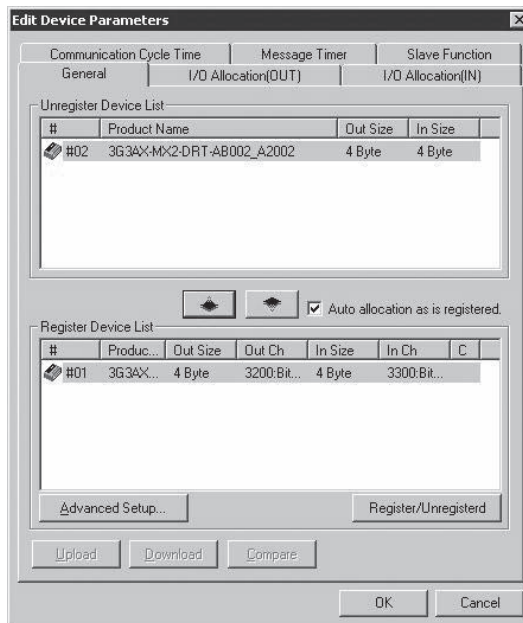 Edit Device Parameters
Communication Cycle Time Message Timer Slave Function
General I/O Allocation(OUT) I/O Allocation(IN)
Unregister Device List
# Product Name Out Size In Size
#02 3G3AX-MX2-DRT-AB002_A2002 4 Byte 4 Byte
Auto allocation as is registered.
Register Device List
# Produc... Out Size Out Ch In Size In Ch C
#01 3G3AX... 4 Byte 3200:Bit... 4 Byte 3300:Bit...
Advanced Setup... Register/Unregisterd
Upload Download Compare
OK Cancel